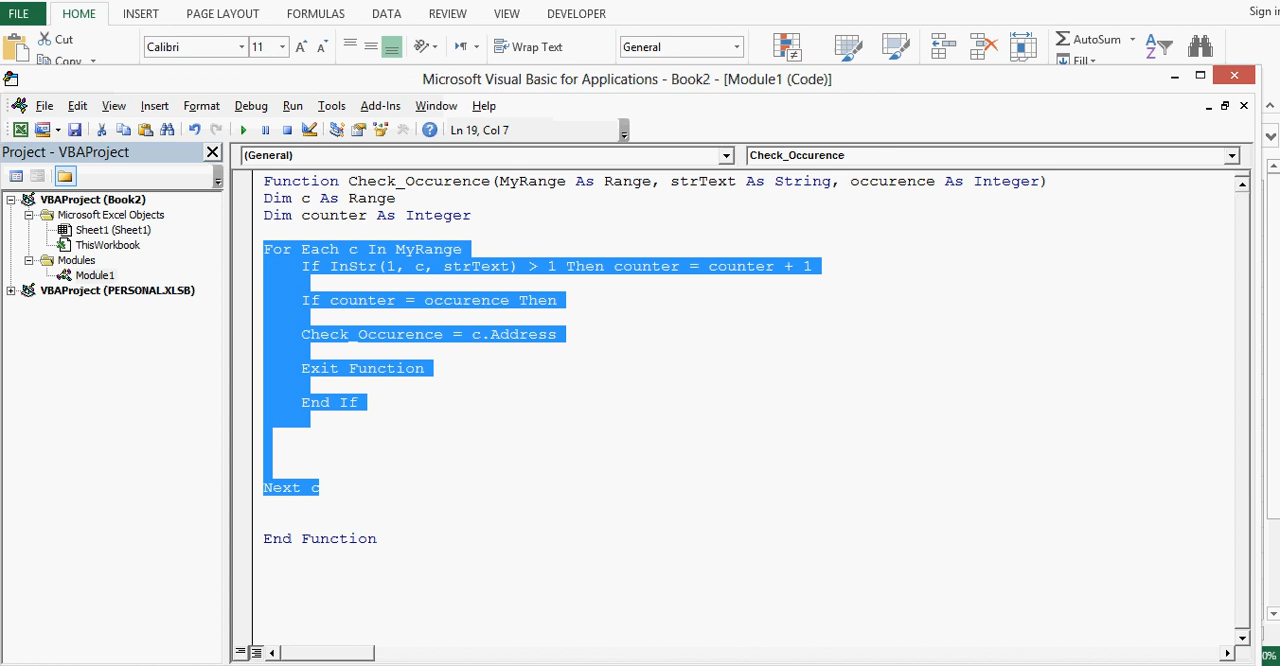 FILE HOME INSERT PAGE LAYOUT FORMULAS DATA REVIEW VIEW DEVELOPER Sign in
Cut Calibri 11 Wrap Text General AutoSum
Copy Fill
Microsoft Visual Basic for Applications - Book2 - [Module1 (Code)]
File Edit View Insert Format Debug Run Tools Add-Ins Window Help
Ln 19, Col 7
Project - VBAProject
(General) Check_Occurence
VBAProject (Book2)
Microsoft Excel Objects
Sheet1 (Sheet1)
ThisWorkbook
Modules
Module1
VBAProject (PERSONAL.XLSB)
Function Check_Occurence(MyRange As Range, strText As String, occurence As Integer)
Dim c As Range
Dim counter As Integer
For Each c In MyRange
If InStr(1, c, strText) > 1 Then counter = counter + 1
If counter = occurence Then
Check_Occurence = c.Address
Exit Function
End If
Next c
End Function
0%